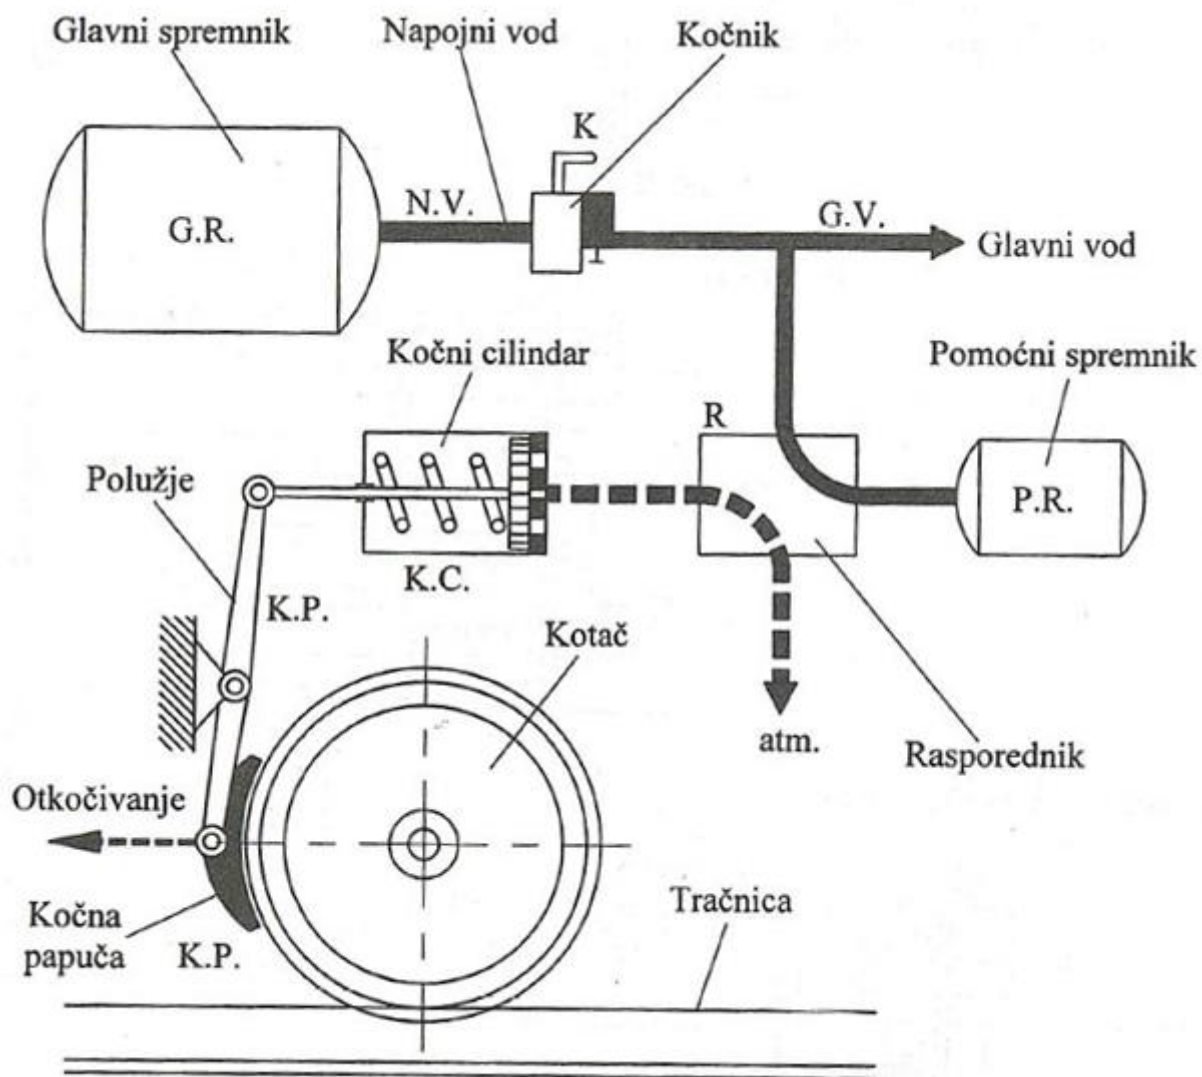 Glavni spremnik
Napojni vod
Kočnik
K
N.V.
G.V.
G.R.
Glavni vod
Kočni cilindar
Pomoćni spremnik
R
Polužje
P.R.
K.C.
K.P.
Kotač
atm.
Rasporednik
Otkočivanje
Tračnica
Kočna
papuča
K.P.